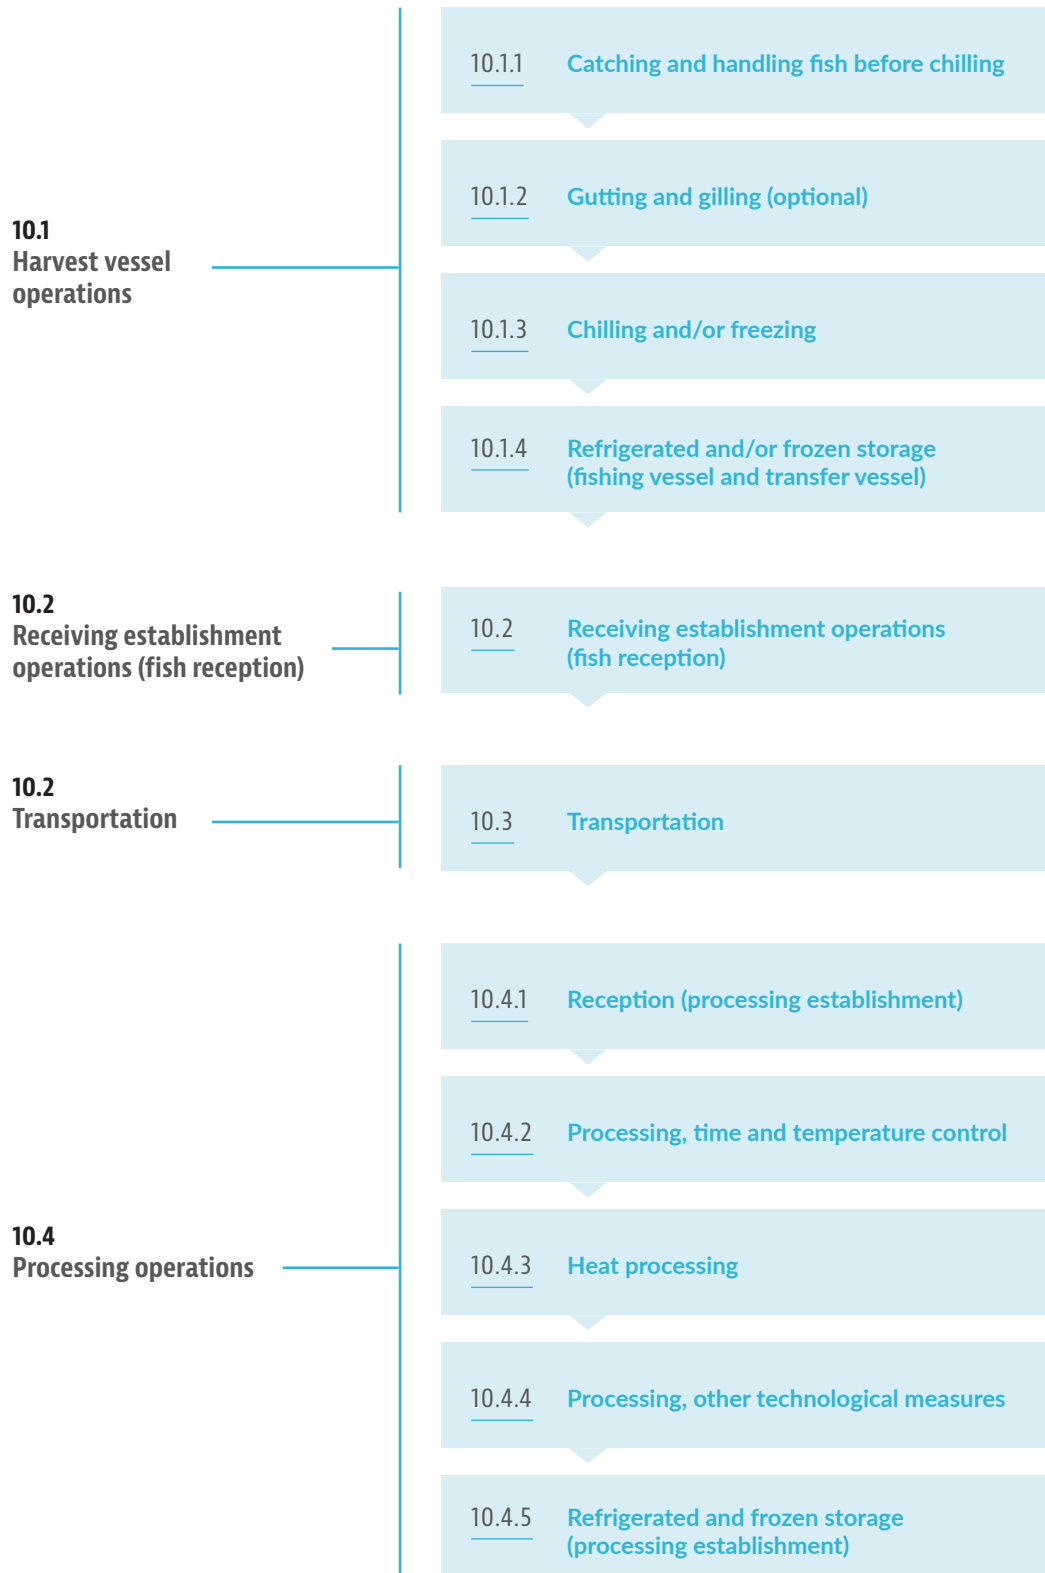 10.1
Harvest vessel
operations
10.1.1 Catching and handling fish before chilling
10.1.2 Gutting and gilling (optional)
10.1.3 Chilling and/or freezing
10.1.4 Refrigerated and/or frozen storage
(fishing vessel and transfer vessel)
10.2
Receiving establishment
operations (fish reception)
10.2 Receiving establishment operations
(fish reception)
10.2
Transportation
10.3 Transportation
10.4
Processing operations
10.4.1 Reception (processing establishment)
10.4.2 Processing, time and temperature control
10.4.3 Heat processing
10.4.4 Processing, other technological measures
10.4.5 Refrigerated and frozen storage
(processing establishment)